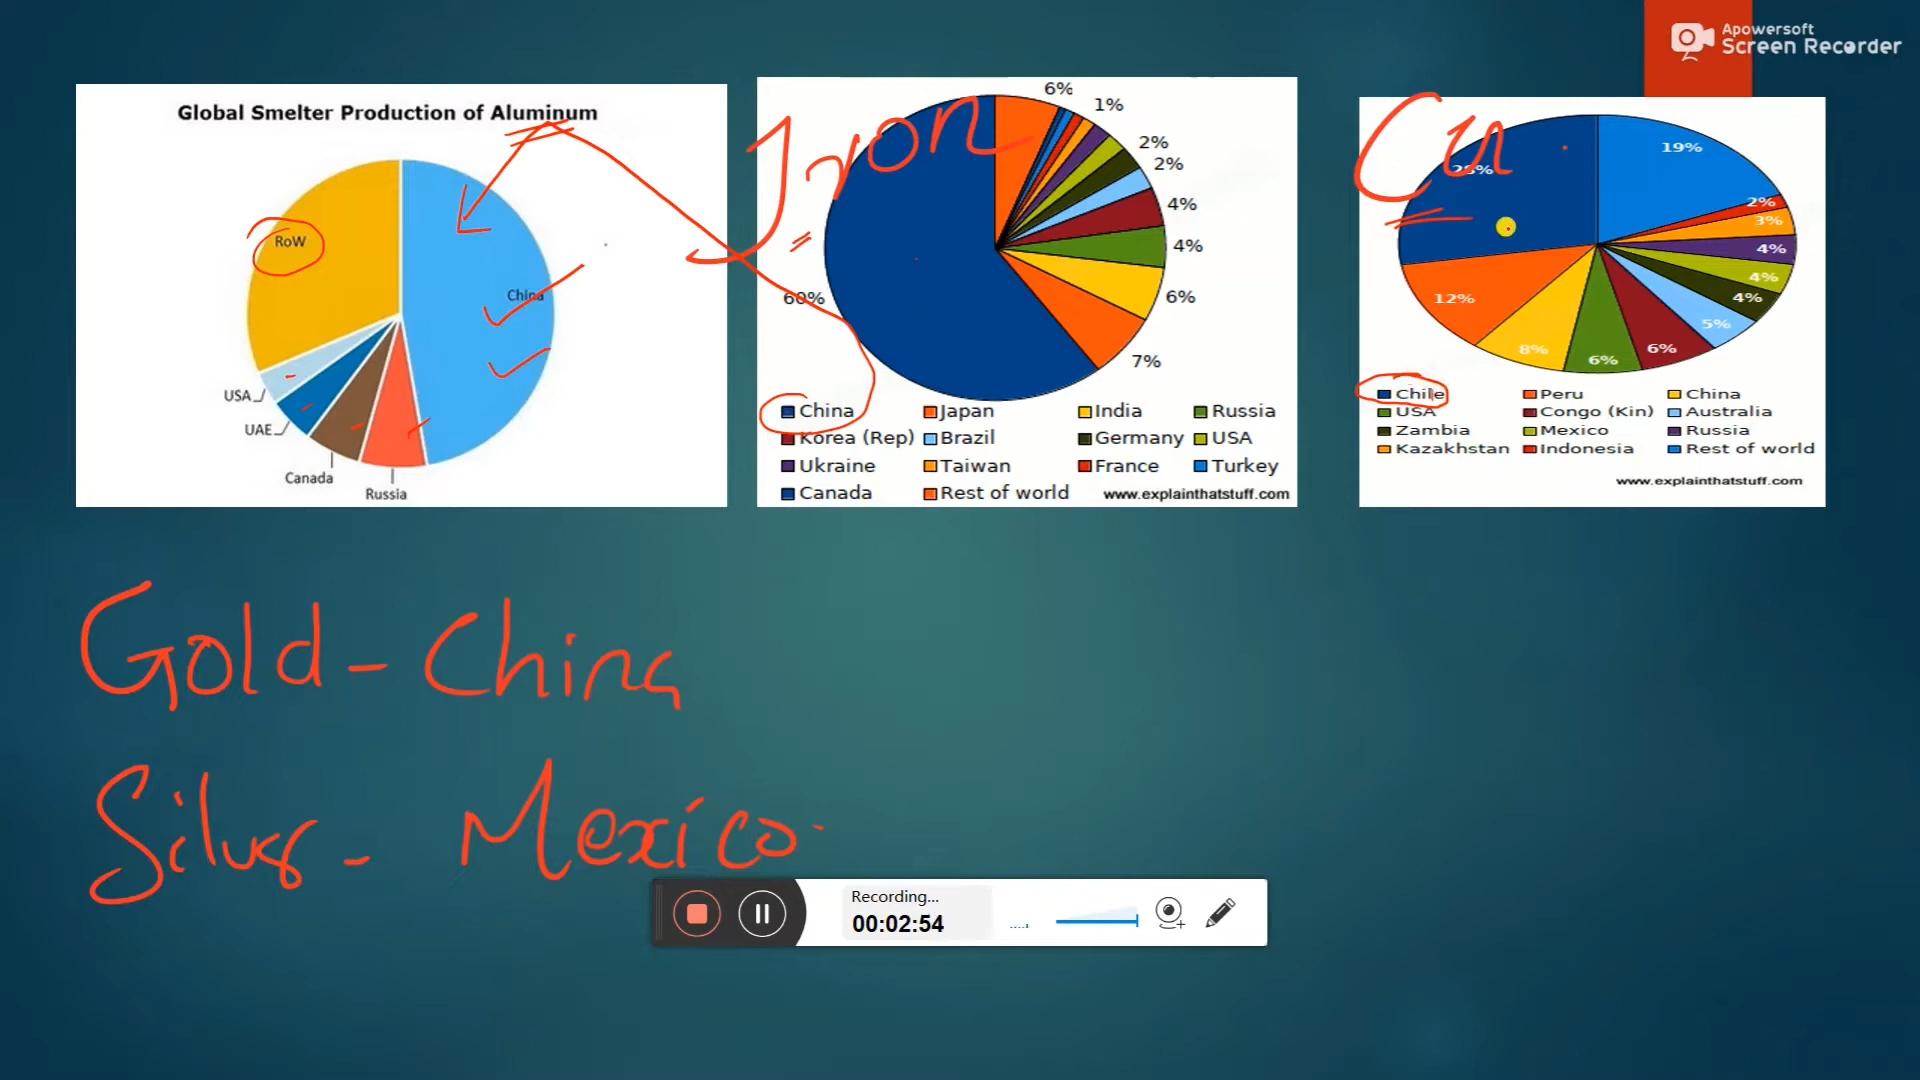 Apowersoft
Screen Recorder
Global Smelter Production of Aluminum
RoW
China
USA
UAE
Canada
Russia
Iron
6%
1%
2%
2%
4%
4%
6%
7%
60%
China Japan India Russia
Korea (Rep) Brazil Germany USA
Ukraine Taiwan France Turkey
Canada Rest of world www.explainthatstuff.com
Cu
19%
2%
3%
4%
4%
4%
5%
6%
6%
8%
12%
Chile Peru China
USA Congo (Kin) Australia
Zambia Mexico Russia
Kazakhstan Indonesia Rest of world
www.explainthatstuff.com
Gold - China
Silver - Mexico
Recording...
00:02:54